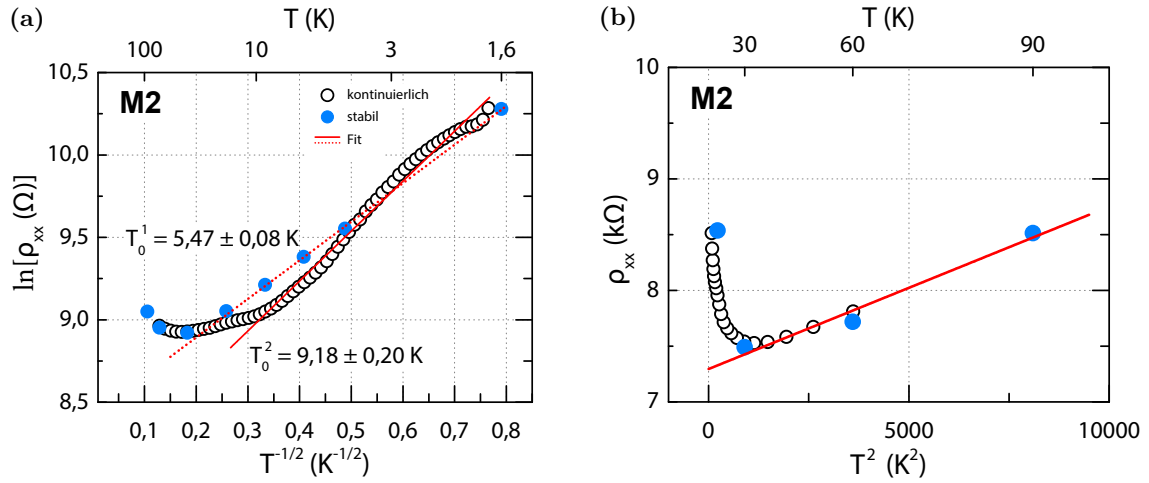 (a)
T (K)
100 10 3 1,6
M2
kontinuierlich
stabil
Fit
T₀¹ = 5,47 ± 0,08 K
T₀² = 9,18 ± 0,20 K
ln[ρxx (Ω)]
10,5
10,0
9,5
9,0
8,5
0,1 0,2 0,3 0,4 0,5 0,6 0,7 0,8
T^-1/2 (K^-1/2)
(b)
T (K)
30 60 90
M2
ρxx (kΩ)
10
9
8
7
0 5000 10000
T² (K²)